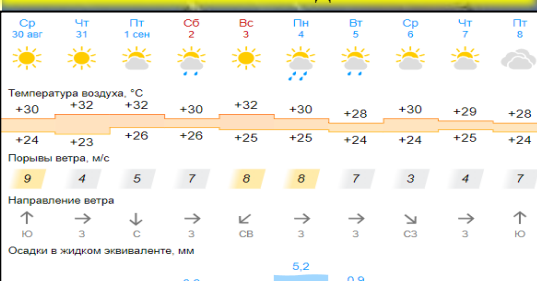 Ср Чт Пт Сб Вс Пн Вт Ср Чт Пт
30 авг 31 1 сен 2 3 4 5 6 7 8
Температура воздуха, °C
+30 +32 +32 +30 +32 +30 +28 +30 +29 +28
+24 +23 +26 +26 +25 +25 +24 +24 +25 +24
Порывы ветра, м/с
9 4 5 7 8 8 7 3 4 7
Направление ветра
Ю З С З СВ З З СЗ З Ю
Осадки в жидком эквиваленте, мм
5,2
0,9